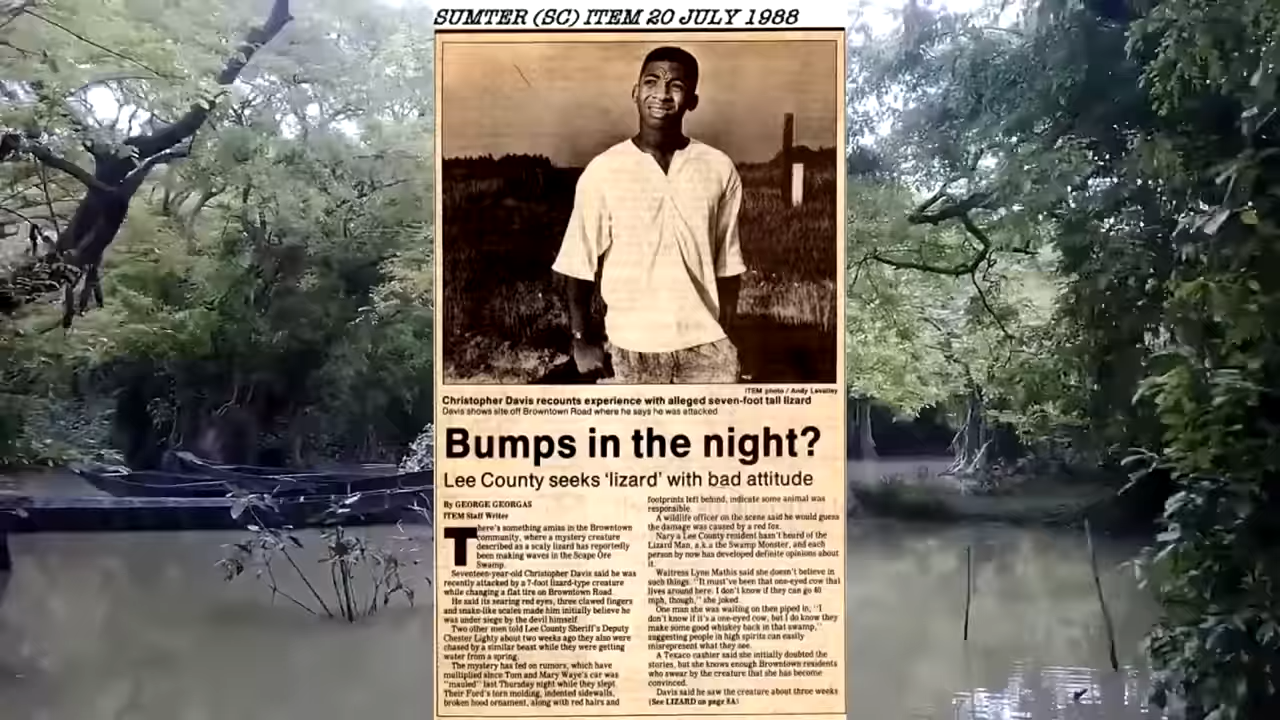 SUMTER (SC) ITEM 20 JULY 1988
ITEM photo / Andy Lavalley
Christopher Davis recounts experience with alleged seven-foot tall lizard
Davis shows site off Browntown Road where he says he was attacked
Bumps in the night?
Lee County seeks 'lizard' with bad attitude
By GEORGE GEORGAS
ITEM Staff Writer
There's something amiss in the Browntown
community, where a mystery creature
described as a scaly lizard has reportedly
been making waves in the Scape Ore
Swamp.
Seventeen-year-old Christopher Davis said he was
recently attacked by a 7-foot lizard-type creature
while changing a flat tire on Browntown Road.
He said its searing red eyes, three clawed fingers
and snake-like scales made him initially believe he
was under siege by the devil himself.
Two other men told Lee County Sheriff's Deputy
Chester Lighty about two weeks ago they also were
chased by a similar beast while they were getting
water from a spring.
The mystery has fed on rumors, which have
multiplied since Tom and Mary Waye's car was
"mauled" last Thursday night while they slept.
Their Ford's torn molding, indented sidewalls,
broken hood ornament, along with red hairs and
footprints left behind, indicate some animal was
responsible.
A wildlife officer on the scene said he would guess
the damage was caused by a red fox.
Nary a Lee County resident hasn't heard of the
Lizard Man, a.k.a the Swamp Monster, and each
person by now has developed definite opinions about
it.
Waitress Lynn Mathis said she doesn't believe in
such things. "It must've been that one-eyed cow that
lives around here. I don't know if they can go 40
mph, though," she joked.
One man she was waiting on then piped in, "I
don't know if it's a one-eyed cow, but I do know they
make some good whiskey back in that swamp,"
suggesting people in high spirits can easily
misrepresent what they see.
A Texaco cashier said she initially doubted the
stories, but she knows enough Browntown residents
who swear by the creature that she has become
convinced.
Davis said he saw the creature about three weeks
(See LIZARD on page 8A)